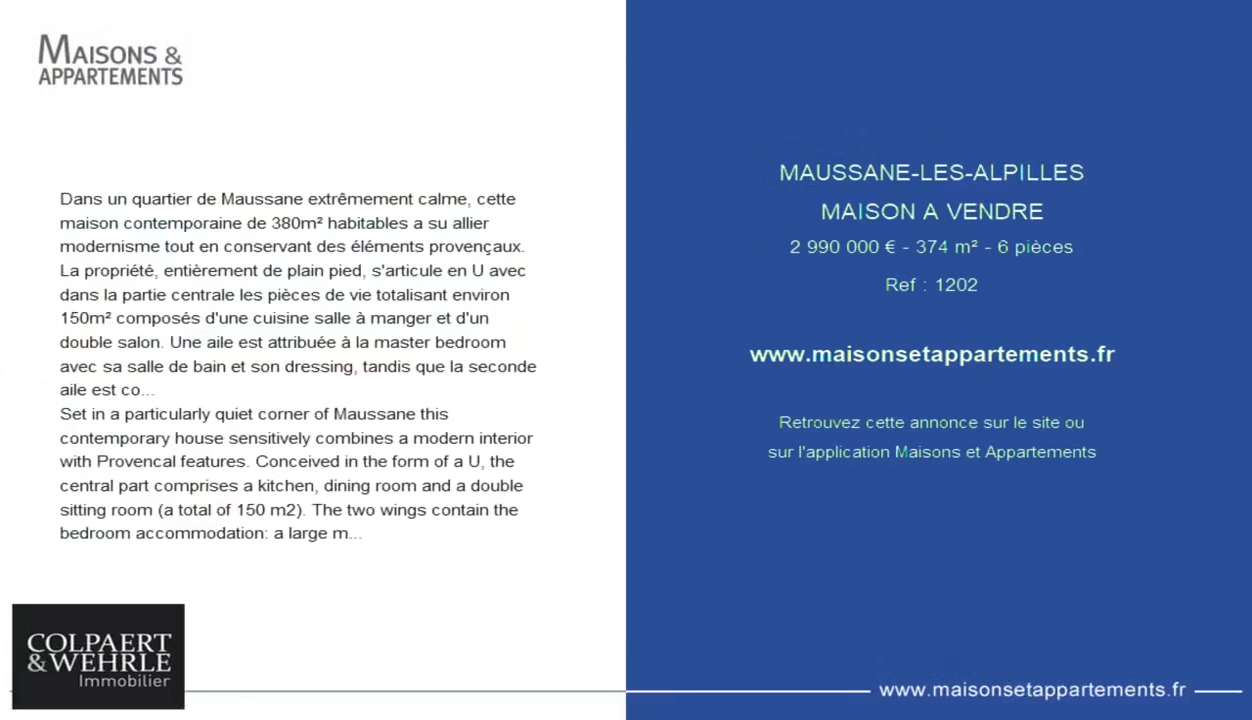 MAISONS &
APPARTEMENTS
Dans un quartier de Maussane extrêmement calme, cette
maison contemporaine de 380m² habitables a su allier
modernisme tout en conservant des éléments provençaux.
La propriété, entièrement de plain pied, s'articule en U avec
dans la partie centrale les pièces de vie totalisant environ
150m² composés d'une cuisine salle à manger et d'un
double salon. Une aile est attribuée à la master bedroom
avec sa salle de bain et son dressing, tandis que la seconde
aile est co...
Set in a particularly quiet corner of Maussane this
contemporary house sensitively combines a modern interior
with Provencal features. Conceived in the form of a U, the
central part comprises a kitchen, dining room and a double
sitting room (a total of 150 m2). The two wings contain the
bedroom accommodation: a large m...
COLPAERT
&WEHRLE
Immobilier
MAUSSANE-LES-ALPILLES
MAISON A VENDRE
2 990 000 € - 374 m² - 6 pièces
Ref : 1202
www.maisonsetappartements.fr
Retrouvez cette annonce sur le site ou
sur l'application Maisons et Appartements
www.maisonsetappartements.fr